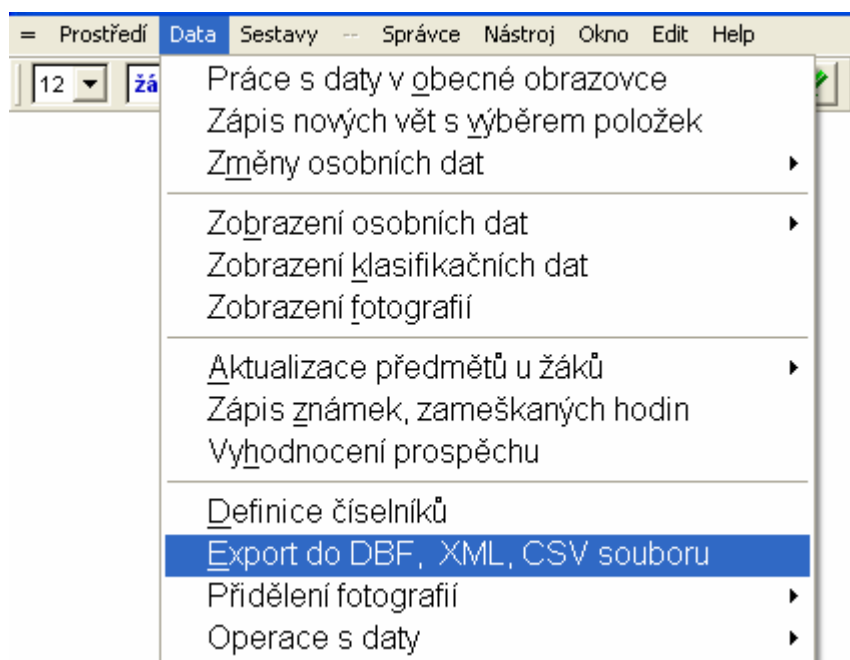 = Prostředí Data Sestavy -- Správce Nástroj Okno Edit Help
12 žá
Práce s daty v obecné obrazovce
Zápis nových vět s výběrem položek
Změny osobních dat
Zobrazení osobních dat
Zobrazení klasifikačních dat
Zobrazení fotografií
Aktualizace předmětů u žáků
Zápis známek, zameškaných hodin
Vyhodnocení prospěchu
Definice číselníků
Export do DBF, XML, CSV souboru
Přidělení fotografií
Operace s daty